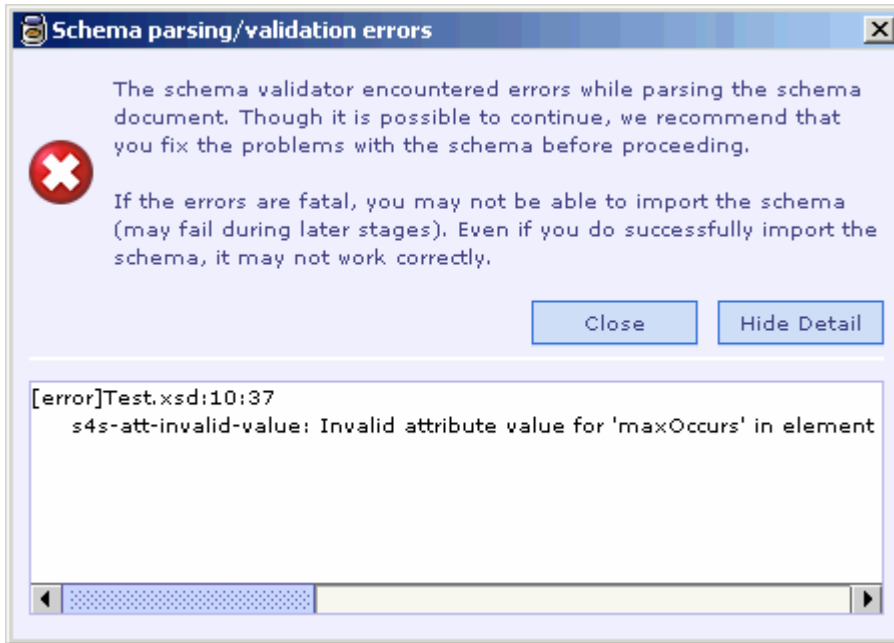 Schema parsing/validation errors
The schema validator encountered errors while parsing the schema
document. Though it is possible to continue, we recommend that
you fix the problems with the schema before proceeding.
If the errors are fatal, you may not be able to import the schema
(may fail during later stages). Even if you do successfully import the
schema, it may not work correctly.
Close Hide Detail
[error]Test.xsd:10:37
s4s-att-invalid-value: Invalid attribute value for 'maxOccurs' in element